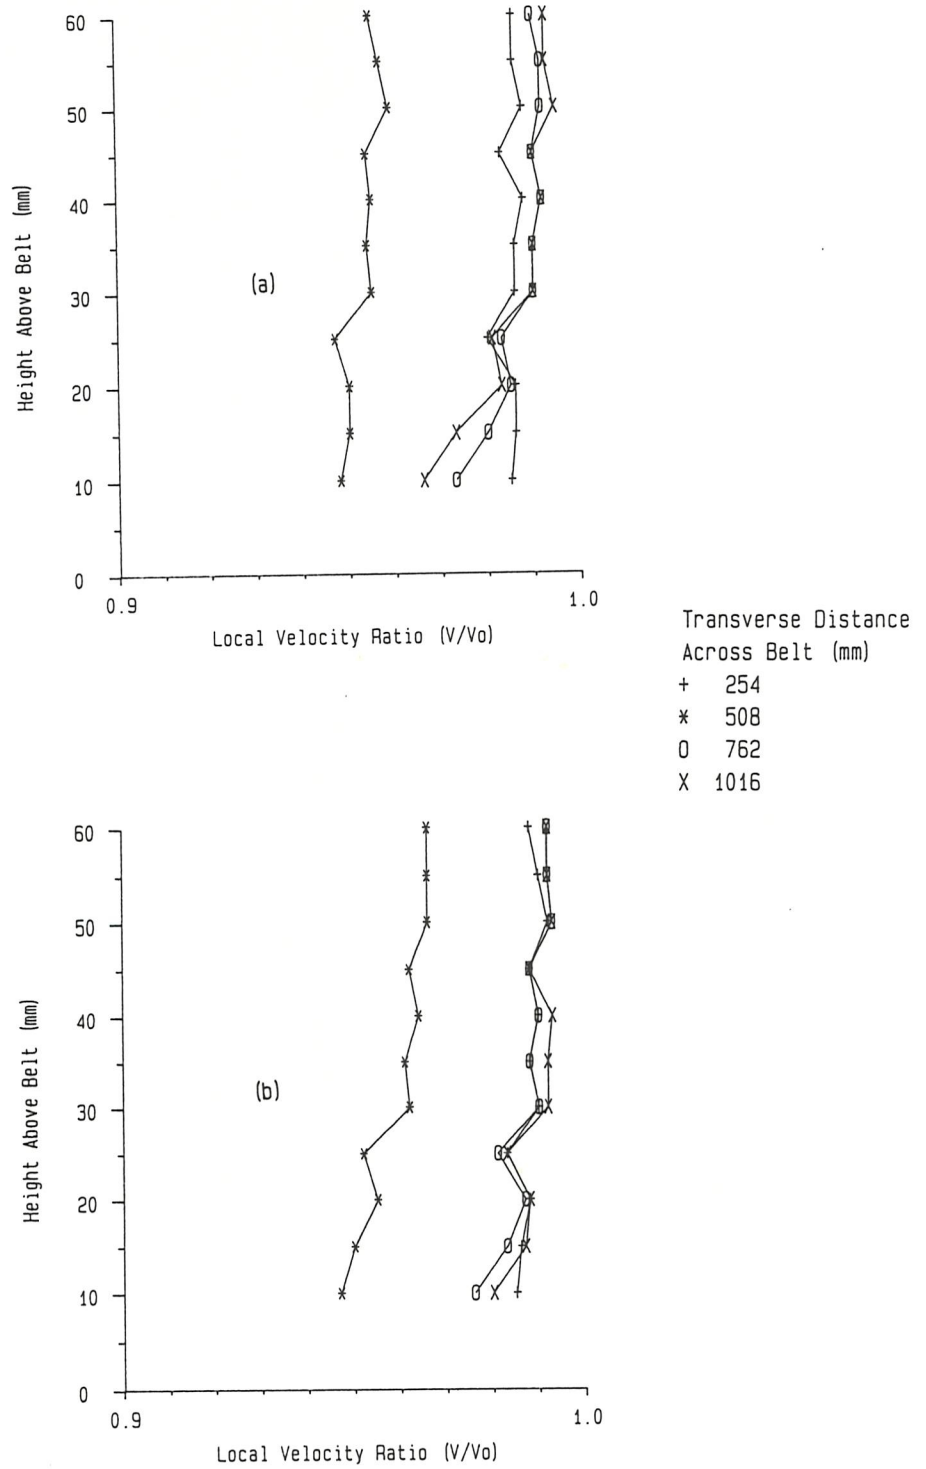 60
50
40
30
20
10
0
Height Above Belt (mm)
(a)
0.9
1.0
Local Velocity Ratio (V/Vo)
Transverse Distance
Across Belt (mm)
+ 254
* 508
O 762
X 1016
60
50
40
30
20
10
0
Height Above Belt (mm)
(b)
0.9
1.0
Local Velocity Ratio (V/Vo)